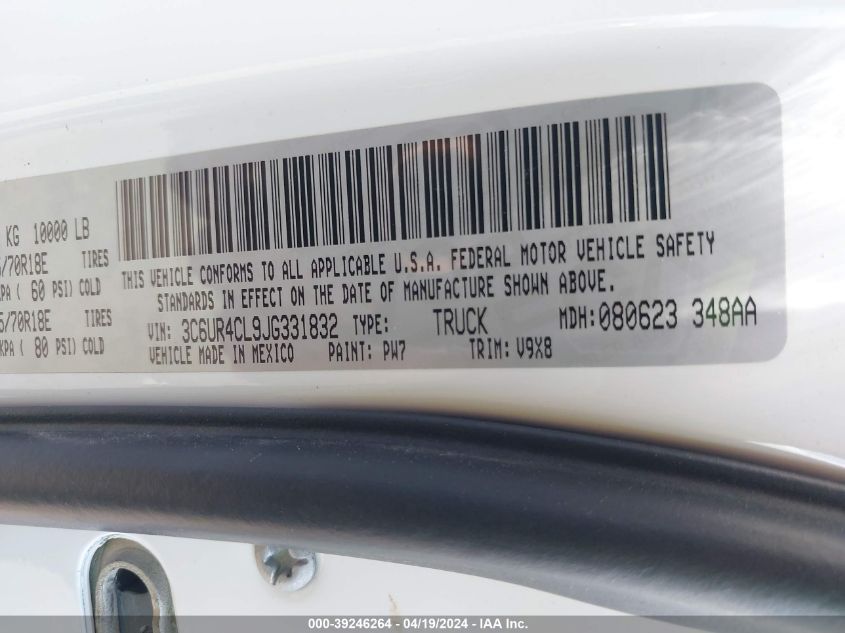 KG 10000 LB
/70R18E TIRES
KPA ( 60 PSI) COLD
5/70R18E TIRES
KPA ( 80 PSI) COLD
THIS VEHICLE CONFORMS TO ALL APPLICABLE U.S.A. FEDERAL MOTOR VEHICLE SAFETY
STANDARDS IN EFFECT ON THE DATE OF MANUFACTURE SHOWN ABOVE.
VIN: 3C6UR4CL9JG331832 TYPE: TRUCK MDH:080623 348AA
VEHICLE MADE IN MEXICO PAINT: PW7 TRIM: V9X8
000-39246264 - 04/19/2024 - IAA Inc.